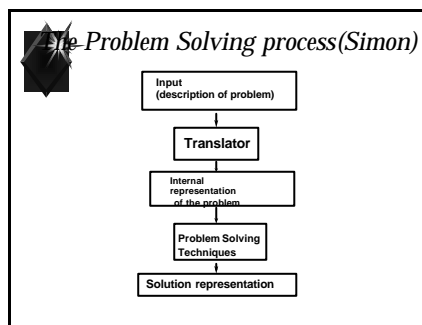 The Problem Solving process(Simon)
Input
(description of problem)
Translator
Internal
representation
of the problem
Problem Solving
Techniques
Solution representation